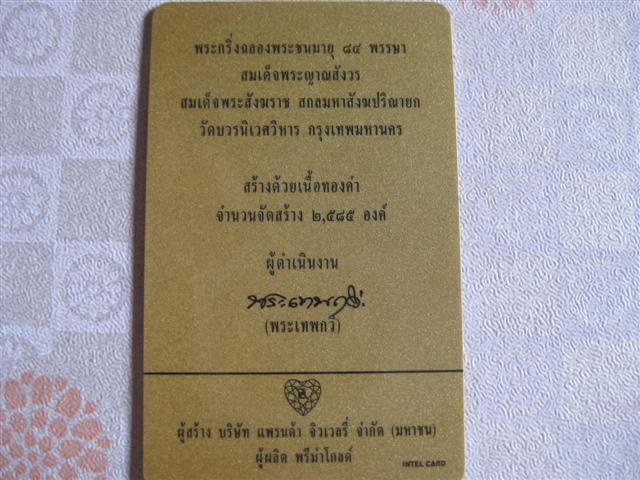 พระกริ่งฉลองพระชนมายุ ๘๔ พรรษา
สมเด็จพระญาณสังวร
สมเด็จพระสังฆราช สกลมหาสังฆปริณายก
วัดบวรนิเวศวิหาร กรุงเทพมหานคร
สร้างด้วยเนื้อทองคำ
จำนวนจัดสร้าง ๒,๕๘๕ องค์
ผู้ดำเนินงาน
พระเทพกวี
(พระเทพกวี)
ผู้สร้าง บริษัท แพรนด้า จิวเวลรี่ จำกัด (มหาชน)
ผู้ผลิต พรีม่าโกลด์
INTEL CARD